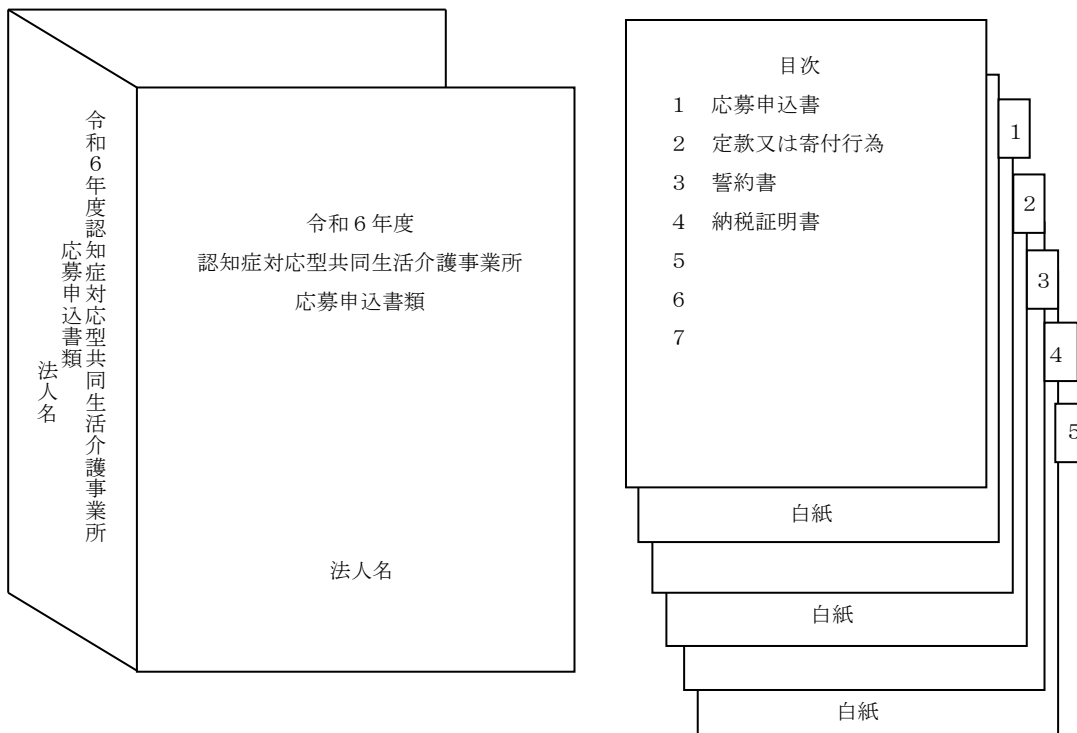 令和６年度認知症対応型共同生活介護事業所
応募申込書類
法人名
令和６年度
認知症対応型共同生活介護事業所
応募申込書類
法人名
目次
１　応募申込書
２　定款又は寄付行為
３　誓約書
４　納税証明書
５
６
７
1
2
3
4
5
白紙
白紙
白紙